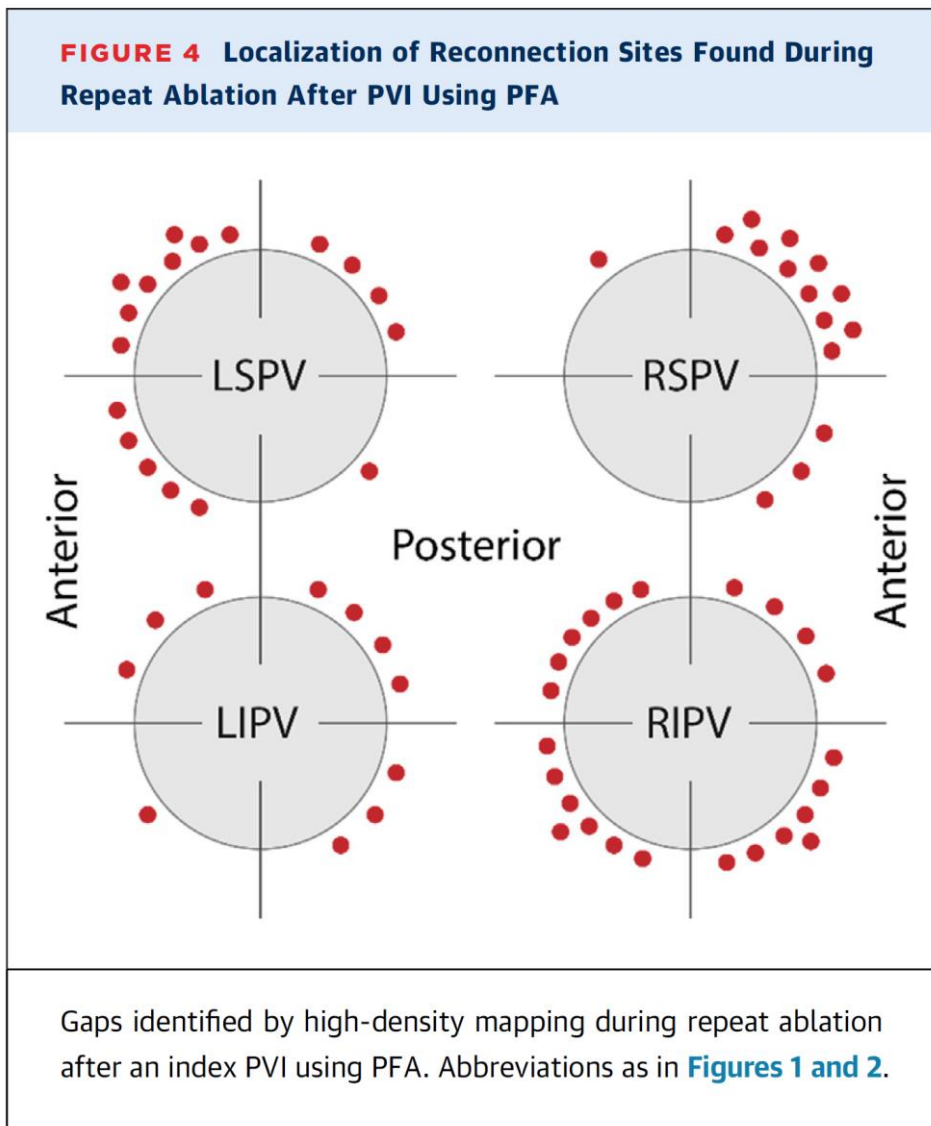 FIGURE 4 Localization of Reconnection Sites Found During
Repeat Ablation After PVI Using PFA
LSPV
RSPV
Anterior
Posterior
Anterior
LIPV
RIPV
Gaps identified by high-density mapping during repeat ablation
after an index PVI using PFA. Abbreviations as in Figures 1 and 2.